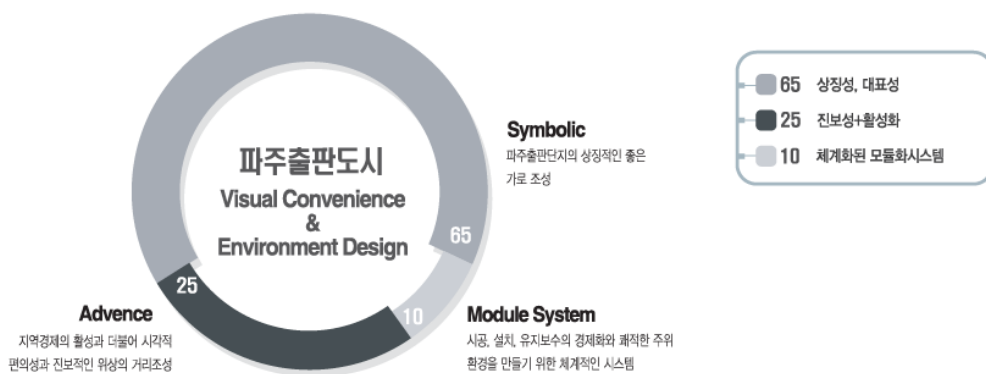 파주출판도시
Visual Convenience
&
Environment Design
65
25
10
Symbolic
파주출판단지의 상징적인 좋은
가로 조성
Advence
지역경제의 활성과 더불어 시각적
편의성과 진보적인 위상의 거리조성
Module System
시공, 설치, 유지보수의 경제화와 쾌적한 주위
환경을 만들기 위한 체계적인 시스템
65 상징성, 대표성
25 진보성+활성화
10 체계화된 모듈화시스템